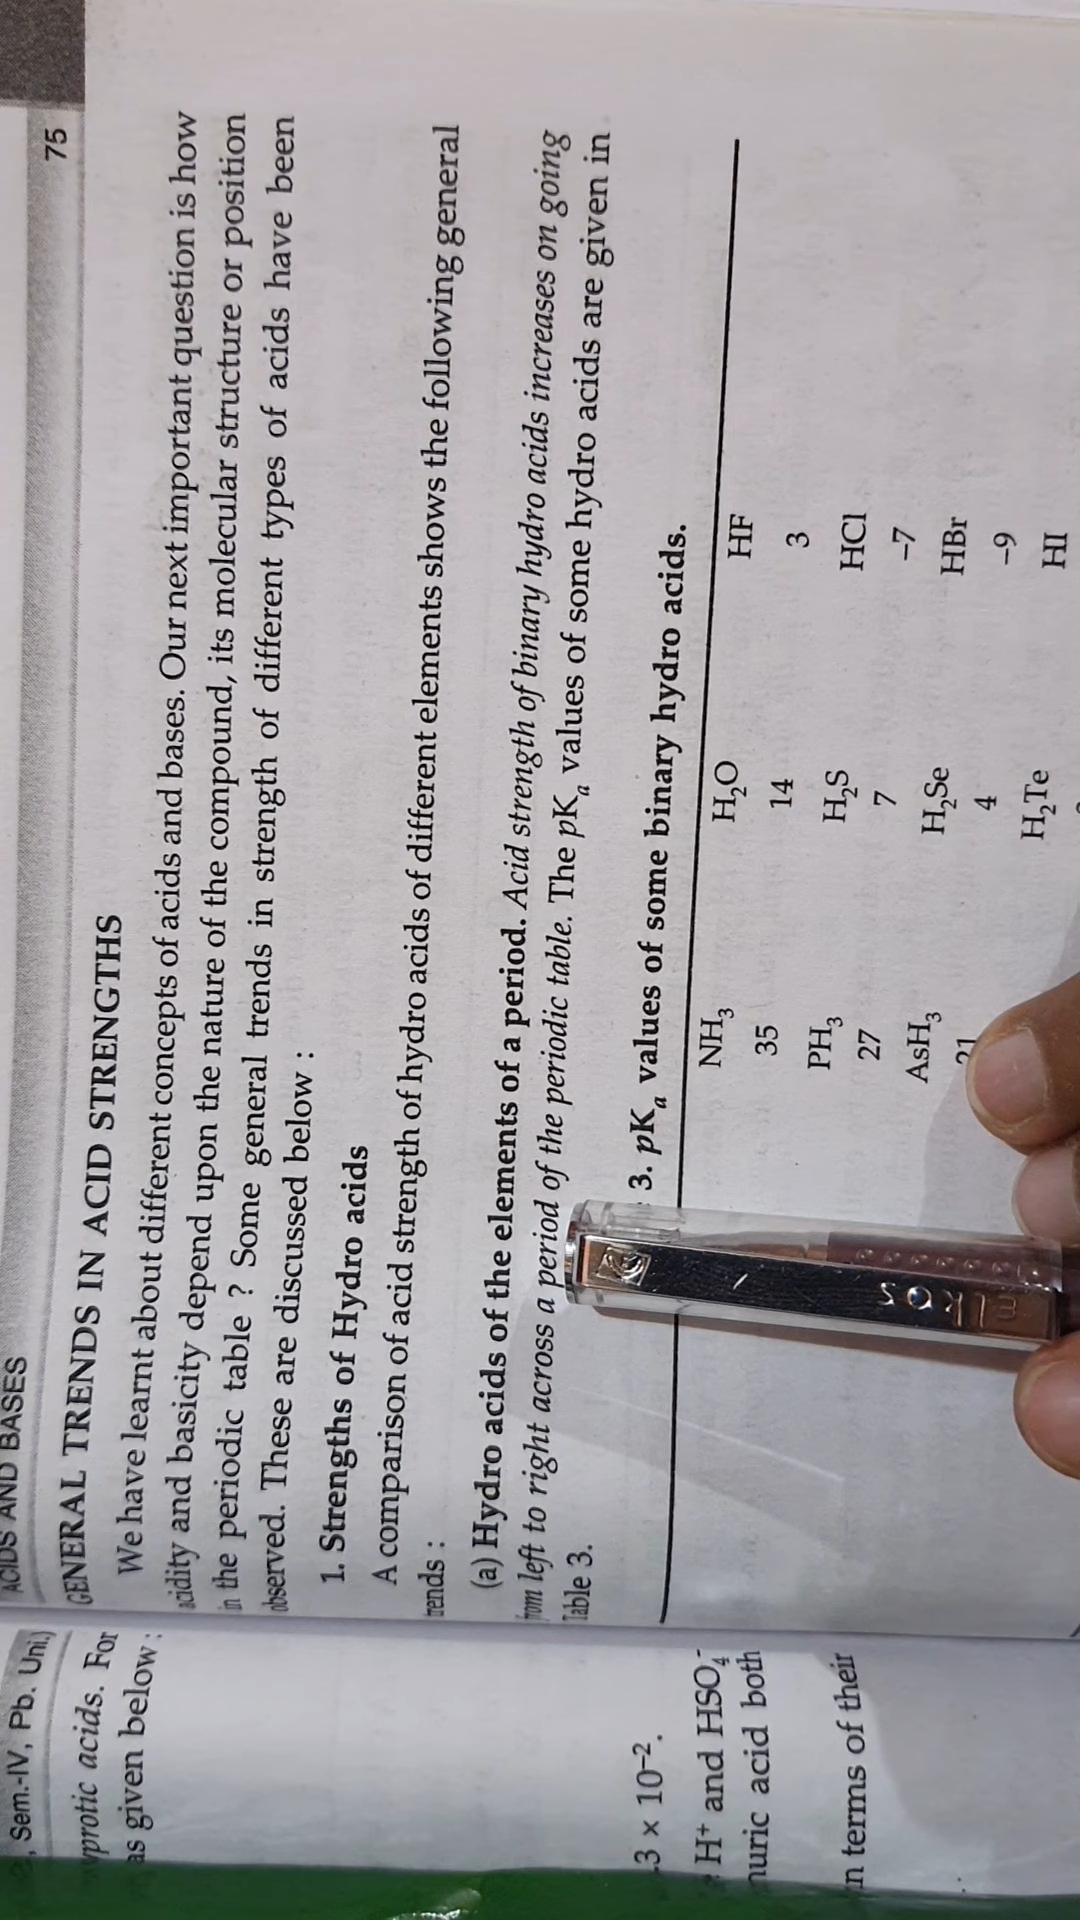 ACIDS AND BASES 75
GENERAL TRENDS IN ACID STRENGTHS
We have learnt about different concepts of acids and bases. Our next important question is how
acidity and basicity depend upon the nature of the compound, its molecular structure or position
in the periodic table ? Some general trends in strength of different types of acids have been
observed. These are discussed below :
1. Strengths of Hydro acids
A comparison of acid strength of hydro acids of different elements shows the following general
trends :
(a) Hydro acids of the elements of a period. Acid strength of binary hydro acids increases on going
from left to right across a period of the periodic table. The pKₐ values of some hydro acids are given in
Table 3.
3. pKₐ values of some binary hydro acids.
NH₃ H₂O HF
35 14 3
PH₃ H₂S HCl
27 7 –7
AsH₃ H₂Se HBr
21 4 –9
H₂Te HI
mikos
, Sem.-IV, Pb. Uni.)
protic acids. For
as given below :
3 × 10⁻².
H⁺ and HSO₄⁻
acid both
in terms of their